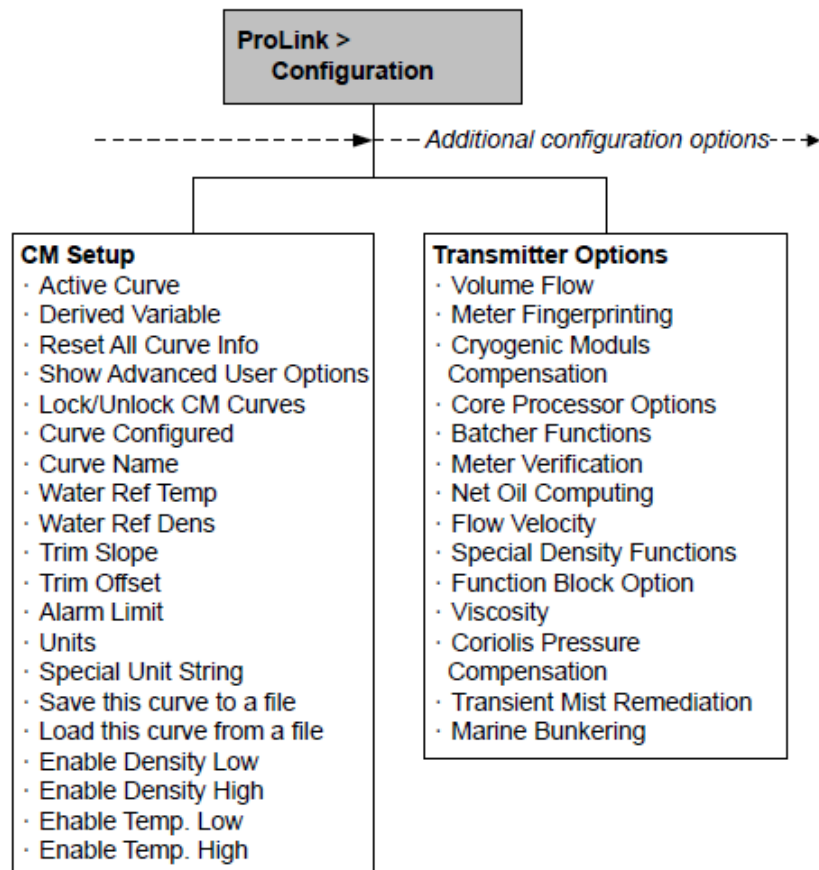 ProLink >
Configuration
Additional configuration options
CM Setup
· Active Curve
· Derived Variable
· Reset All Curve Info
· Show Advanced User Options
· Lock/Unlock CM Curves
· Curve Configured
· Curve Name
· Water Ref Temp
· Water Ref Dens
· Trim Slope
· Trim Offset
· Alarm Limit
· Units
· Special Unit String
· Save this curve to a file
· Load this curve from a file
· Enable Density Low
· Enable Density High
· Ehable Temp. Low
· Enable Temp. High
Transmitter Options
· Volume Flow
· Meter Fingerprinting
· Cryogenic Moduls
Compensation
· Core Processor Options
· Batcher Functions
· Meter Verification
· Net Oil Computing
· Flow Velocity
· Special Density Functions
· Function Block Option
· Viscosity
· Coriolis Pressure
Compensation
· Transient Mist Remediation
· Marine Bunkering